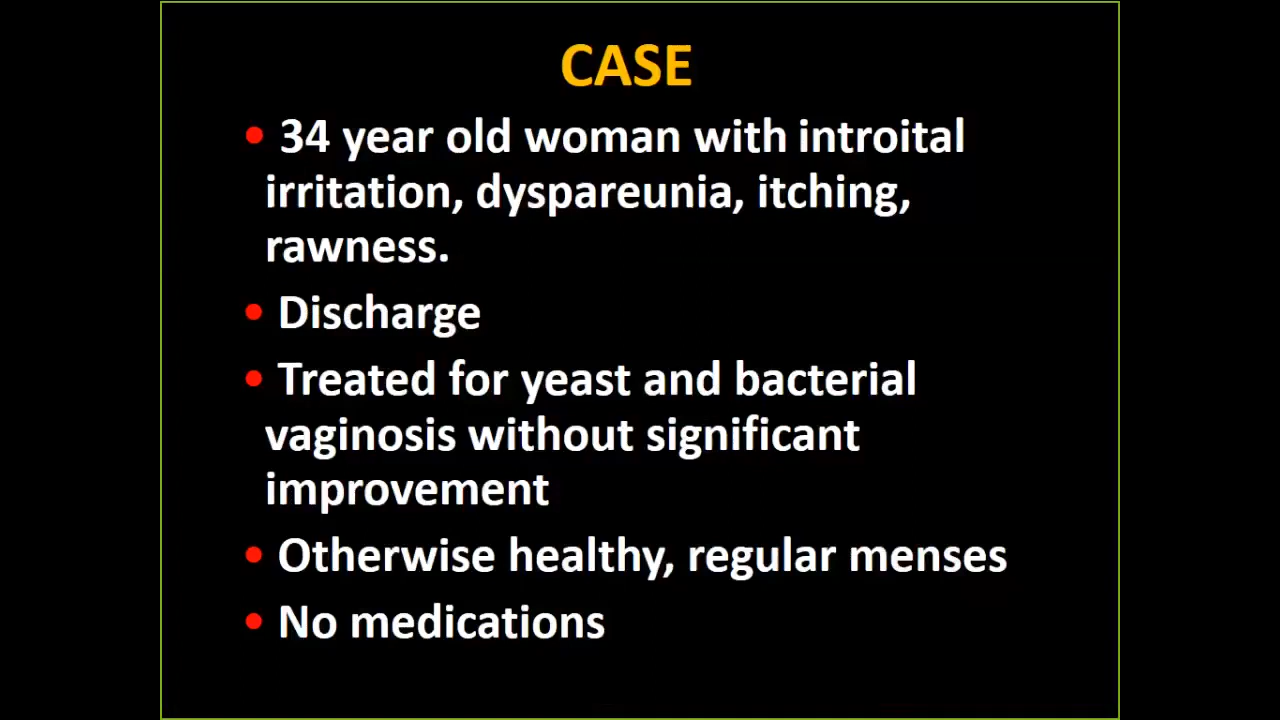 CASE
• 34 year old woman with introital
irritation, dyspareunia, itching,
rawness.
• Discharge
• Treated for yeast and bacterial
vaginosis without significant
improvement
• Otherwise healthy, regular menses
• No medications